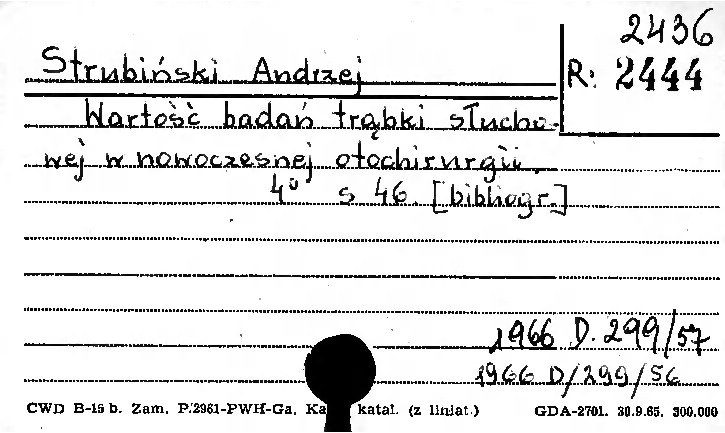 2436
Strubiński Andrzej
R: 2444
Wartość badań trąbki słucho-
wej w nowoczesnej otochirurgii.
4° s 46. [bibliogr.]
1966 D. 299/57
1966 D/299/56
CWD B-15 b. Zam. P.2961-PWH-Ga. Ka katal. (z liniat.) GDA-2701. 30.9.65. 300.000